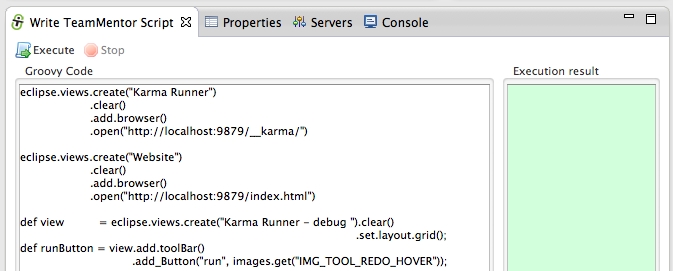 Write TeamMentor Script Properties Servers Console
Execute Stop
Groovy Code Execution result
eclipse.views.create("Karma Runner")
.clear()
.add.browser()
.open("http://localhost:9879/__karma/")
eclipse.views.create("Website")
.clear()
.add.browser()
.open("http://localhost:9879/index.html")
def view = eclipse.views.create("Karma Runner - debug ").clear()
.set.layout.grid();
def runButton = view.add.toolBar()
.add_Button("run", images.get("IMG_TOOL_REDO_HOVER"));